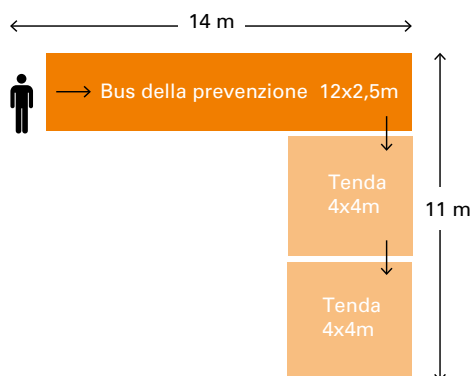 14 m
Bus della prevenzione 12x2,5m
Tenda
4x4m
11 m
Tenda
4x4m